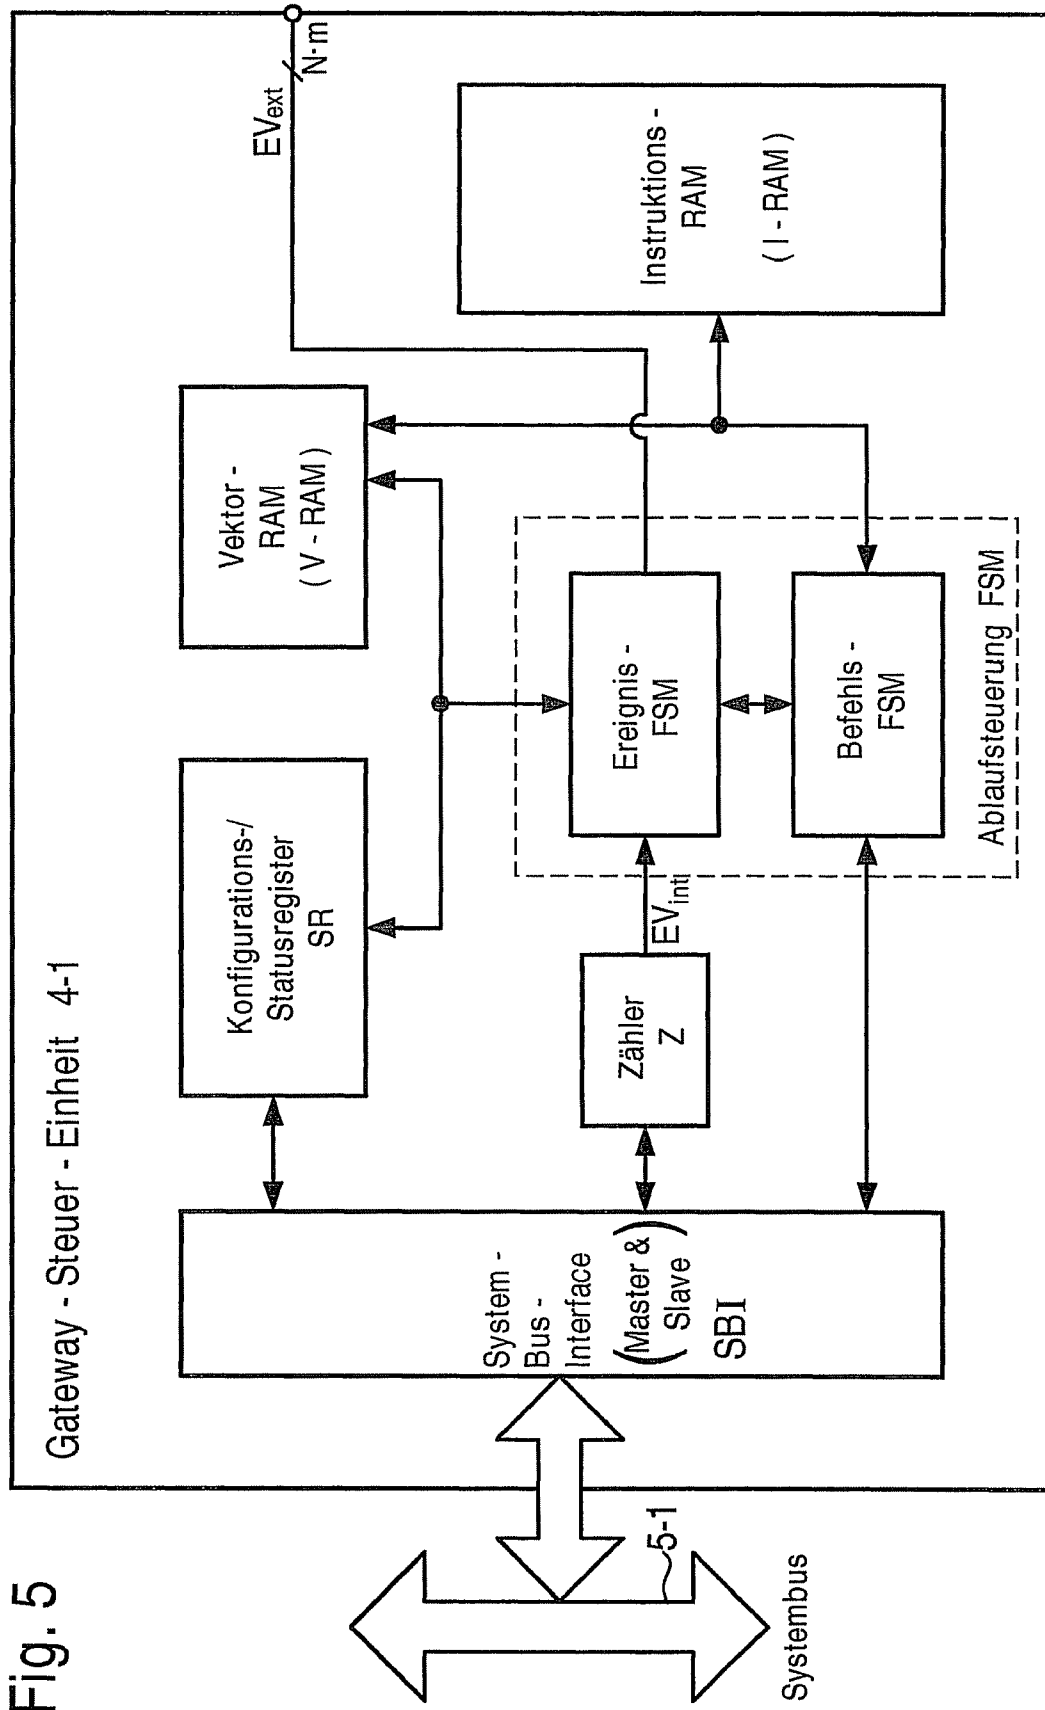 Fig. 5
Gateway - Steuer - Einheit 4-1
Systembus
5-1
System -
Bus -
Interface
(Master &
Slave)
SBI
Konfigurations-/
Statusregister
SR
Zähler
Z
EVint
Vektor -
RAM
(V - RAM)
Ereignis -
FSM
Befehls -
FSM
Ablaufsteuerung FSM
Instruktions -
RAM
(I - RAM)
EVext
N·m